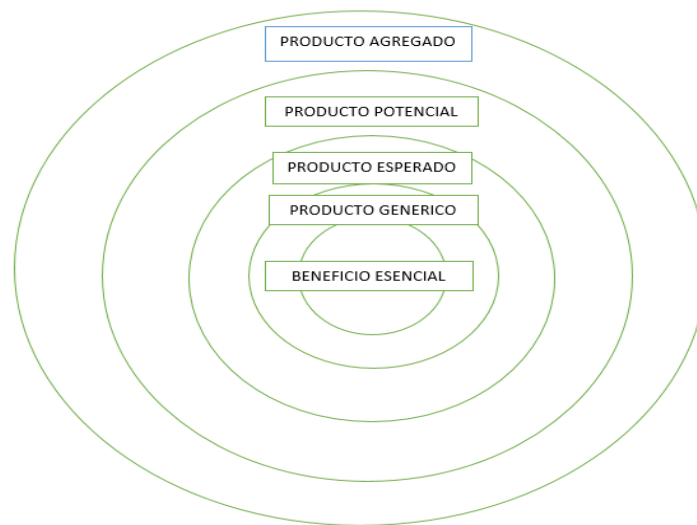 PRODUCTO AGREGADO
PRODUCTO POTENCIAL
PRODUCTO ESPERADO
PRODUCTO GENERICO
BENEFICIO ESENCIAL